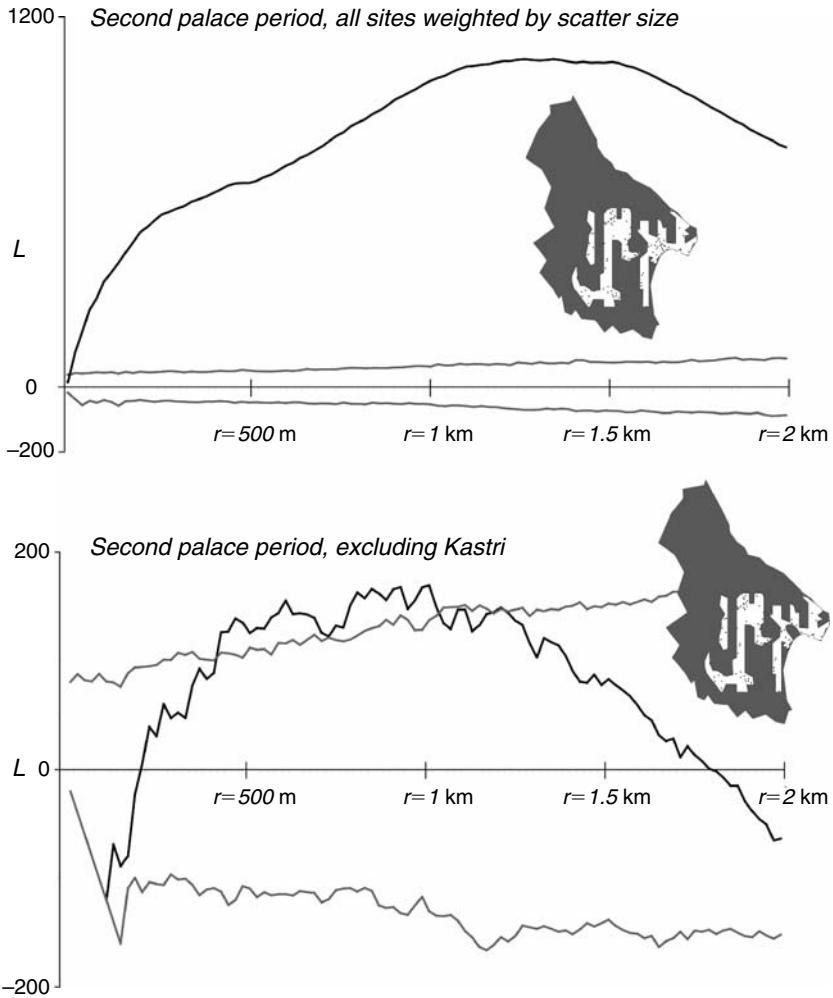 1200
Second palace period, all sites weighted by scatter size
L
0
–200
r=500 m
r=1 km
r=1.5 km
r=2 km
200
Second palace period, excluding Kastri
L 0
r=500 m
r=1 km
r=1.5 km
r=2 km
–200